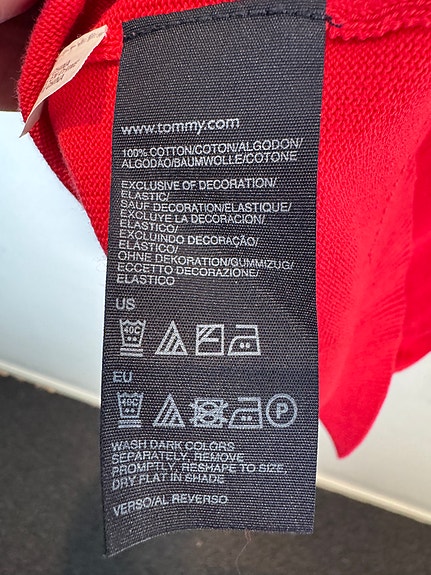 www.tommy.com
100% COTTON/COTON/ALGODON/
ALGODÃO/BAUMWOLLE/COTONE
EXCLUSIVE OF DECORATION/
ELASTIC/
SAUF DECORATION/ELASTIQUE/
EXCLUYE LA DECORACION/
ELASTICO/
EXCLUINDO DECORAÇÃO/
ELÁSTICO/
OHNE DEKORATION/GUMMIZUG/
ECCETTO DECORAZIONE/
ELASTICO
US
40C
EU
40C
P
WASH DARK COLORS
SEPARATELY, REMOVE
PROMPTLY, RESHAPE TO SIZE,
DRY FLAT IN SHADE
VERSO/AL REVERSO